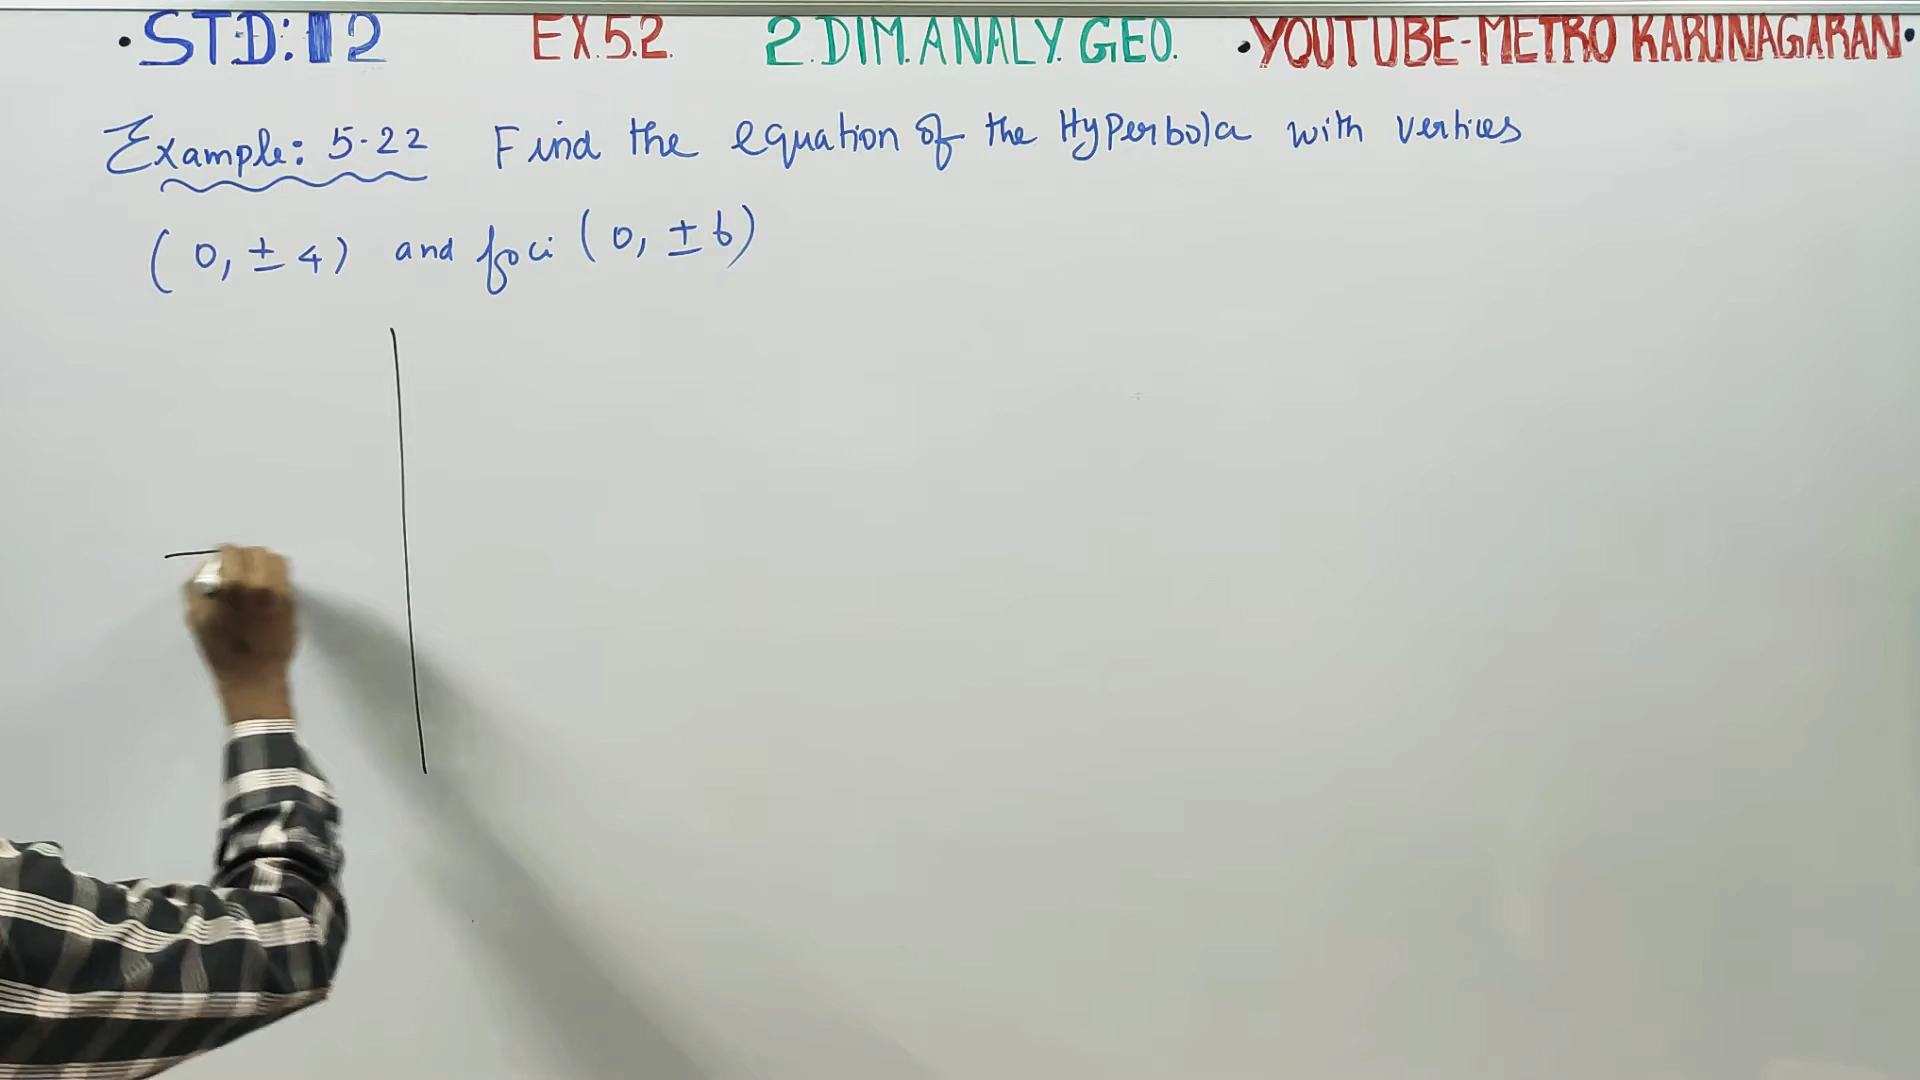 • STD: 12 EX.5.2. 2.DIM.ANALY.GEO. •YOUTUBE-METRO KARUNAGARAN•
Example: 5.22 Find the equation of the Hyperbola with vertices
(0, ± 4) and foci (0, ± 6)